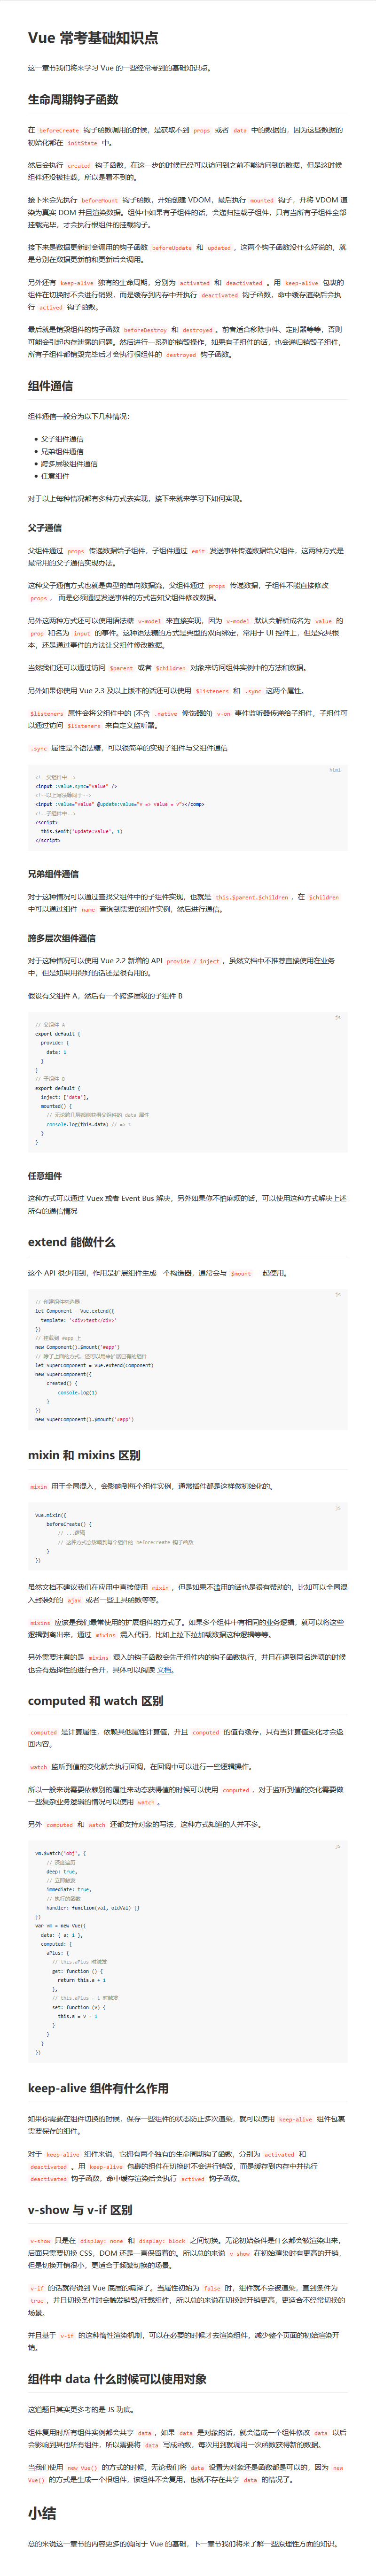 Vue 常考基础知识点
这一章节我们将来学习 Vue 的一些经常考到的基础知识点。
生命周期钩子函数
在 beforeCreate 钩子函数调用的时候，是获取不到 props 或者 data 中的数据的，因为这些数据的
初始化都在 initState 中。
然后会执行 created 钩子函数，在这一步的时候已经可以访问到之前不能访问到的数据，但是这时候
组件还没被挂载，所以是看不到的。
接下来会先执行 beforeMount 钩子函数，开始创建 VDOM，最后执行 mounted 钩子，并将 VDOM 渲
染为真实 DOM 并且渲染数据。组件中如果有子组件的话，会递归挂载子组件，只有当所有子组件全部
挂载完毕，才会执行根组件的挂载钩子。
接下来是数据更新时会调用的钩子函数 beforeUpdate 和 updated，这两个钩子函数没什么好说的，就
是分别在数据更新前和更新后会调用。
另外还有 keep-alive 独有的生命周期，分别为 activated 和 deactivated 。用 keep-alive 包裹的
组件在切换时不会进行销毁，而是缓存到内存中并执行 deactivated 钩子函数，命中缓存渲染后会执
行 actived 钩子函数。
最后就是销毁组件的钩子函数 beforeDestroy 和 destroyed。前者适合移除事件、定时器等等，否则
可能会引起内存泄露的问题。然后进行一系列的销毁操作，如果有子组件的话，也会递归销毁子组件，
所有子组件都销毁完毕后才会执行根组件的 destroyed 钩子函数。
组件通信
组件通信一般分为以下几种情况：
• 父子组件通信
• 兄弟组件通信
• 跨多层级组件通信
• 任意组件
对于以上每种情况都有多种方式去实现，接下来就来学习下如何实现。
父子通信
父组件通过 props 传递数据给子组件，子组件通过 emit 发送事件传递数据给父组件，这两种方式是
最常用的父子通信实现办法。
这种父子通信方式也就是典型的单向数据流，父组件通过 props 传递数据，子组件不能直接修改
props， 而是必须通过发送事件的方式告知父组件修改数据。
另外这两种方式还可以使用语法糖 v-model 来直接实现，因为 v-model 默认会解析成名为 value 的
prop 和名为 input 的事件。这种语法糖的方式是典型的双向绑定，常用于 UI 控件上，但是究其根
本，还是通过事件的方法让父组件修改数据。
当然我们还可以通过访问 $parent 或者 $children 对象来访问组件实例中的方法和数据。
另外如果你使用 Vue 2.3 及以上版本的话还可以使用 $listeners 和 .sync 这两个属性。
$listeners 属性会将父组件中的 (不含 .native 修饰器的) v-on 事件监听器传递给子组件，子组件可
以通过访问 $listeners 来自定义监听器。
.sync 属性是个语法糖，可以很简单的实现子组件与父组件通信
html
<!--父组件中-->
<input :value.sync="value" />
<!--以上写法等同于-->
<input :value="value" @update:value="v => value = v"></comp>
<!--子组件中-->
<script>
this.$emit('update:value', 1)
</script>
兄弟组件通信
对于这种情况可以通过查找父组件中的子组件实现，也就是 this.$parent.$children，在 $children
中可以通过组件 name 查询到需要的组件实例，然后进行通信。
跨多层次组件通信
对于这种情况可以使用 Vue 2.2 新增的 API provide / inject，虽然文档中不推荐直接使用在业务
中，但是如果用得好的话还是很有用的。
假设有父组件 A，然后有一个跨多层级的子组件 B
js
// 父组件 A
export default {
provide: {
data: 1
}
}
// 子组件 B
export default {
inject: ['data'],
mounted() {
// 无论跨几层都能获得父组件的 data 属性
console.log(this.data) // => 1
}
}
任意组件
这种方式可以通过 Vuex 或者 Event Bus 解决，另外如果你不怕麻烦的话，可以使用这种方式解决上述
所有的通信情况
extend 能做什么
这个 API 很少用到，作用是扩展组件生成一个构造器，通常会与 $mount 一起使用。
js
// 创建组件构造器
let Component = Vue.extend({
template: '<div>test</div>'
})
// 挂载到 #app 上
new Component().$mount('#app')
// 除了上面的方式，还可以用来扩展已有的组件
let SuperComponent = Vue.extend(Component)
new SuperComponent({
created() {
console.log(1)
}
})
new SuperComponent().$mount('#app')
mixin 和 mixins 区别
mixin 用于全局混入，会影响到每个组件实例，通常插件都是这样做初始化的。
js
Vue.mixin({
beforeCreate() {
// ...逻辑
// 这种方式会影响到每个组件的 beforeCreate 钩子函数
}
})
虽然文档不建议我们在应用中直接使用 mixin，但是如果不滥用的话也是很有帮助的，比如可以全局混
入封装好的 ajax 或者一些工具函数等等。
mixins 应该是我们最常使用的扩展组件的方式了。如果多个组件中有相同的业务逻辑，就可以将这些
逻辑剥离出来，通过 mixins 混入代码，比如上拉下拉加载数据这种逻辑等等。
另外需要注意的是 mixins 混入的钩子函数会先于组件内的钩子函数执行，并且在遇到同名选项的时候
也会有选择性的进行合并，具体可以阅读 文档。
computed 和 watch 区别
computed 是计算属性，依赖其他属性计算值，并且 computed 的值有缓存，只有当计算值变化才会返
回内容。
watch 监听到值的变化就会执行回调，在回调中可以进行一些逻辑操作。
所以一般来说需要依赖别的属性来动态获得值的时候可以使用 computed，对于监听到值的变化需要做
一些复杂业务逻辑的情况可以使用 watch。
另外 computed 和 watch 还都支持对象的写法，这种方式知道的人并不多。
js
vm.$watch('obj', {
// 深度遍历
deep: true,
// 立即触发
immediate: true,
// 执行的函数
handler: function(val, oldVal) {}
})
var vm = new Vue({
data: { a: 1 },
computed: {
aPlus: {
// this.aPlus 时触发
get: function () {
return this.a + 1
},
// this.aPlus = 1 时触发
set: function (v) {
this.a = v - 1
}
}
}
})
keep-alive 组件有什么作用
如果你需要在组件切换的时候，保存一些组件的状态防止多次渲染，就可以使用 keep-alive 组件包裹
需要保存的组件。
对于 keep-alive 组件来说，它拥有两个独有的生命周期钩子函数，分别为 activated 和
deactivated 。用 keep-alive 包裹的组件在切换时不会进行销毁，而是缓存到内存中并执行
deactivated 钩子函数，命中缓存渲染后会执行 actived 钩子函数。
v-show 与 v-if 区别
v-show 只是在 display: none 和 display: block 之间切换。无论初始条件是什么都会被渲染出来，
后面只需要切换 CSS，DOM 还是一直保留着的。所以总的来说 v-show 在初始渲染时有更高的开销，
但是切换开销很小，更适合于频繁切换的场景。
v-if 的话就得说到 Vue 底层的编译了。当属性初始为 false 时，组件就不会被渲染，直到条件为
true，并且切换条件时会触发销毁/挂载组件，所以总的来说在切换时开销更高，更适合不经常切换的
场景。
并且基于 v-if 的这种惰性渲染机制，可以在必要的时候才去渲染组件，减少整个页面的初始渲染开
销。
组件中 data 什么时候可以使用对象
这道题目其实更多考的是 JS 功底。
组件复用时所有组件实例都会共享 data，如果 data 是对象的话，就会造成一个组件修改 data 以后
会影响到其他所有组件，所以需要将 data 写成函数，每次用到就调用一次函数获得新的数据。
当我们使用 new Vue() 的方式的时候，无论我们将 data 设置为对象还是函数都是可以的，因为 new
Vue() 的方式是生成一个根组件，该组件不会复用，也就不存在共享 data 的情况了。
小结
总的来说这一章节的内容更多的偏向于 Vue 的基础，下一章节我们将来了解一些原理性方面的知识。